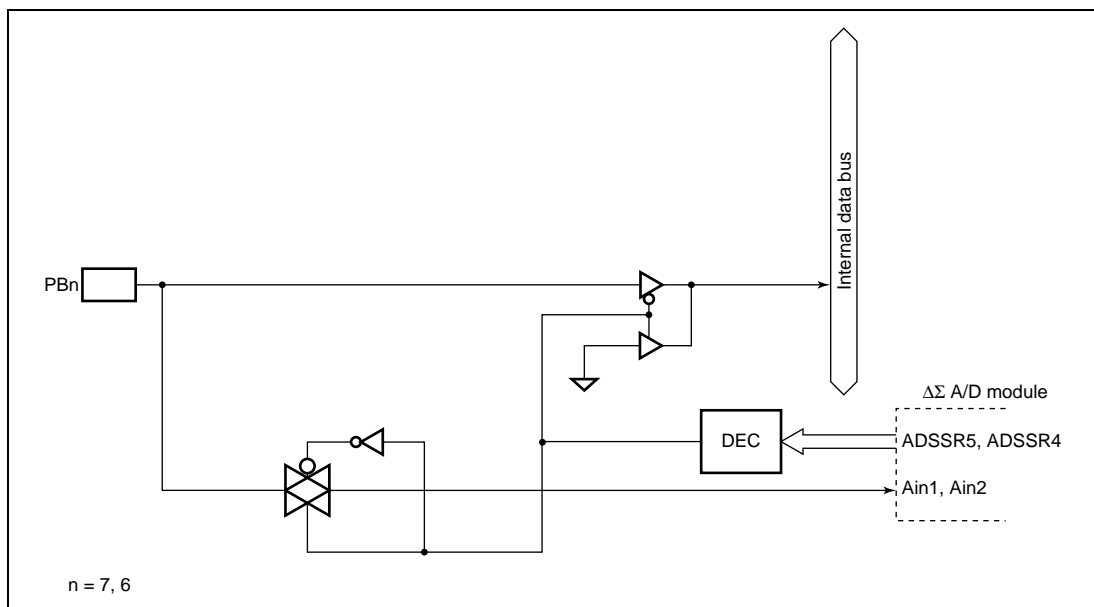 Internal data bus
PBn
ΔΣ A/D module
DEC
ADSSR5, ADSSR4
Ain1, Ain2
n = 7, 6